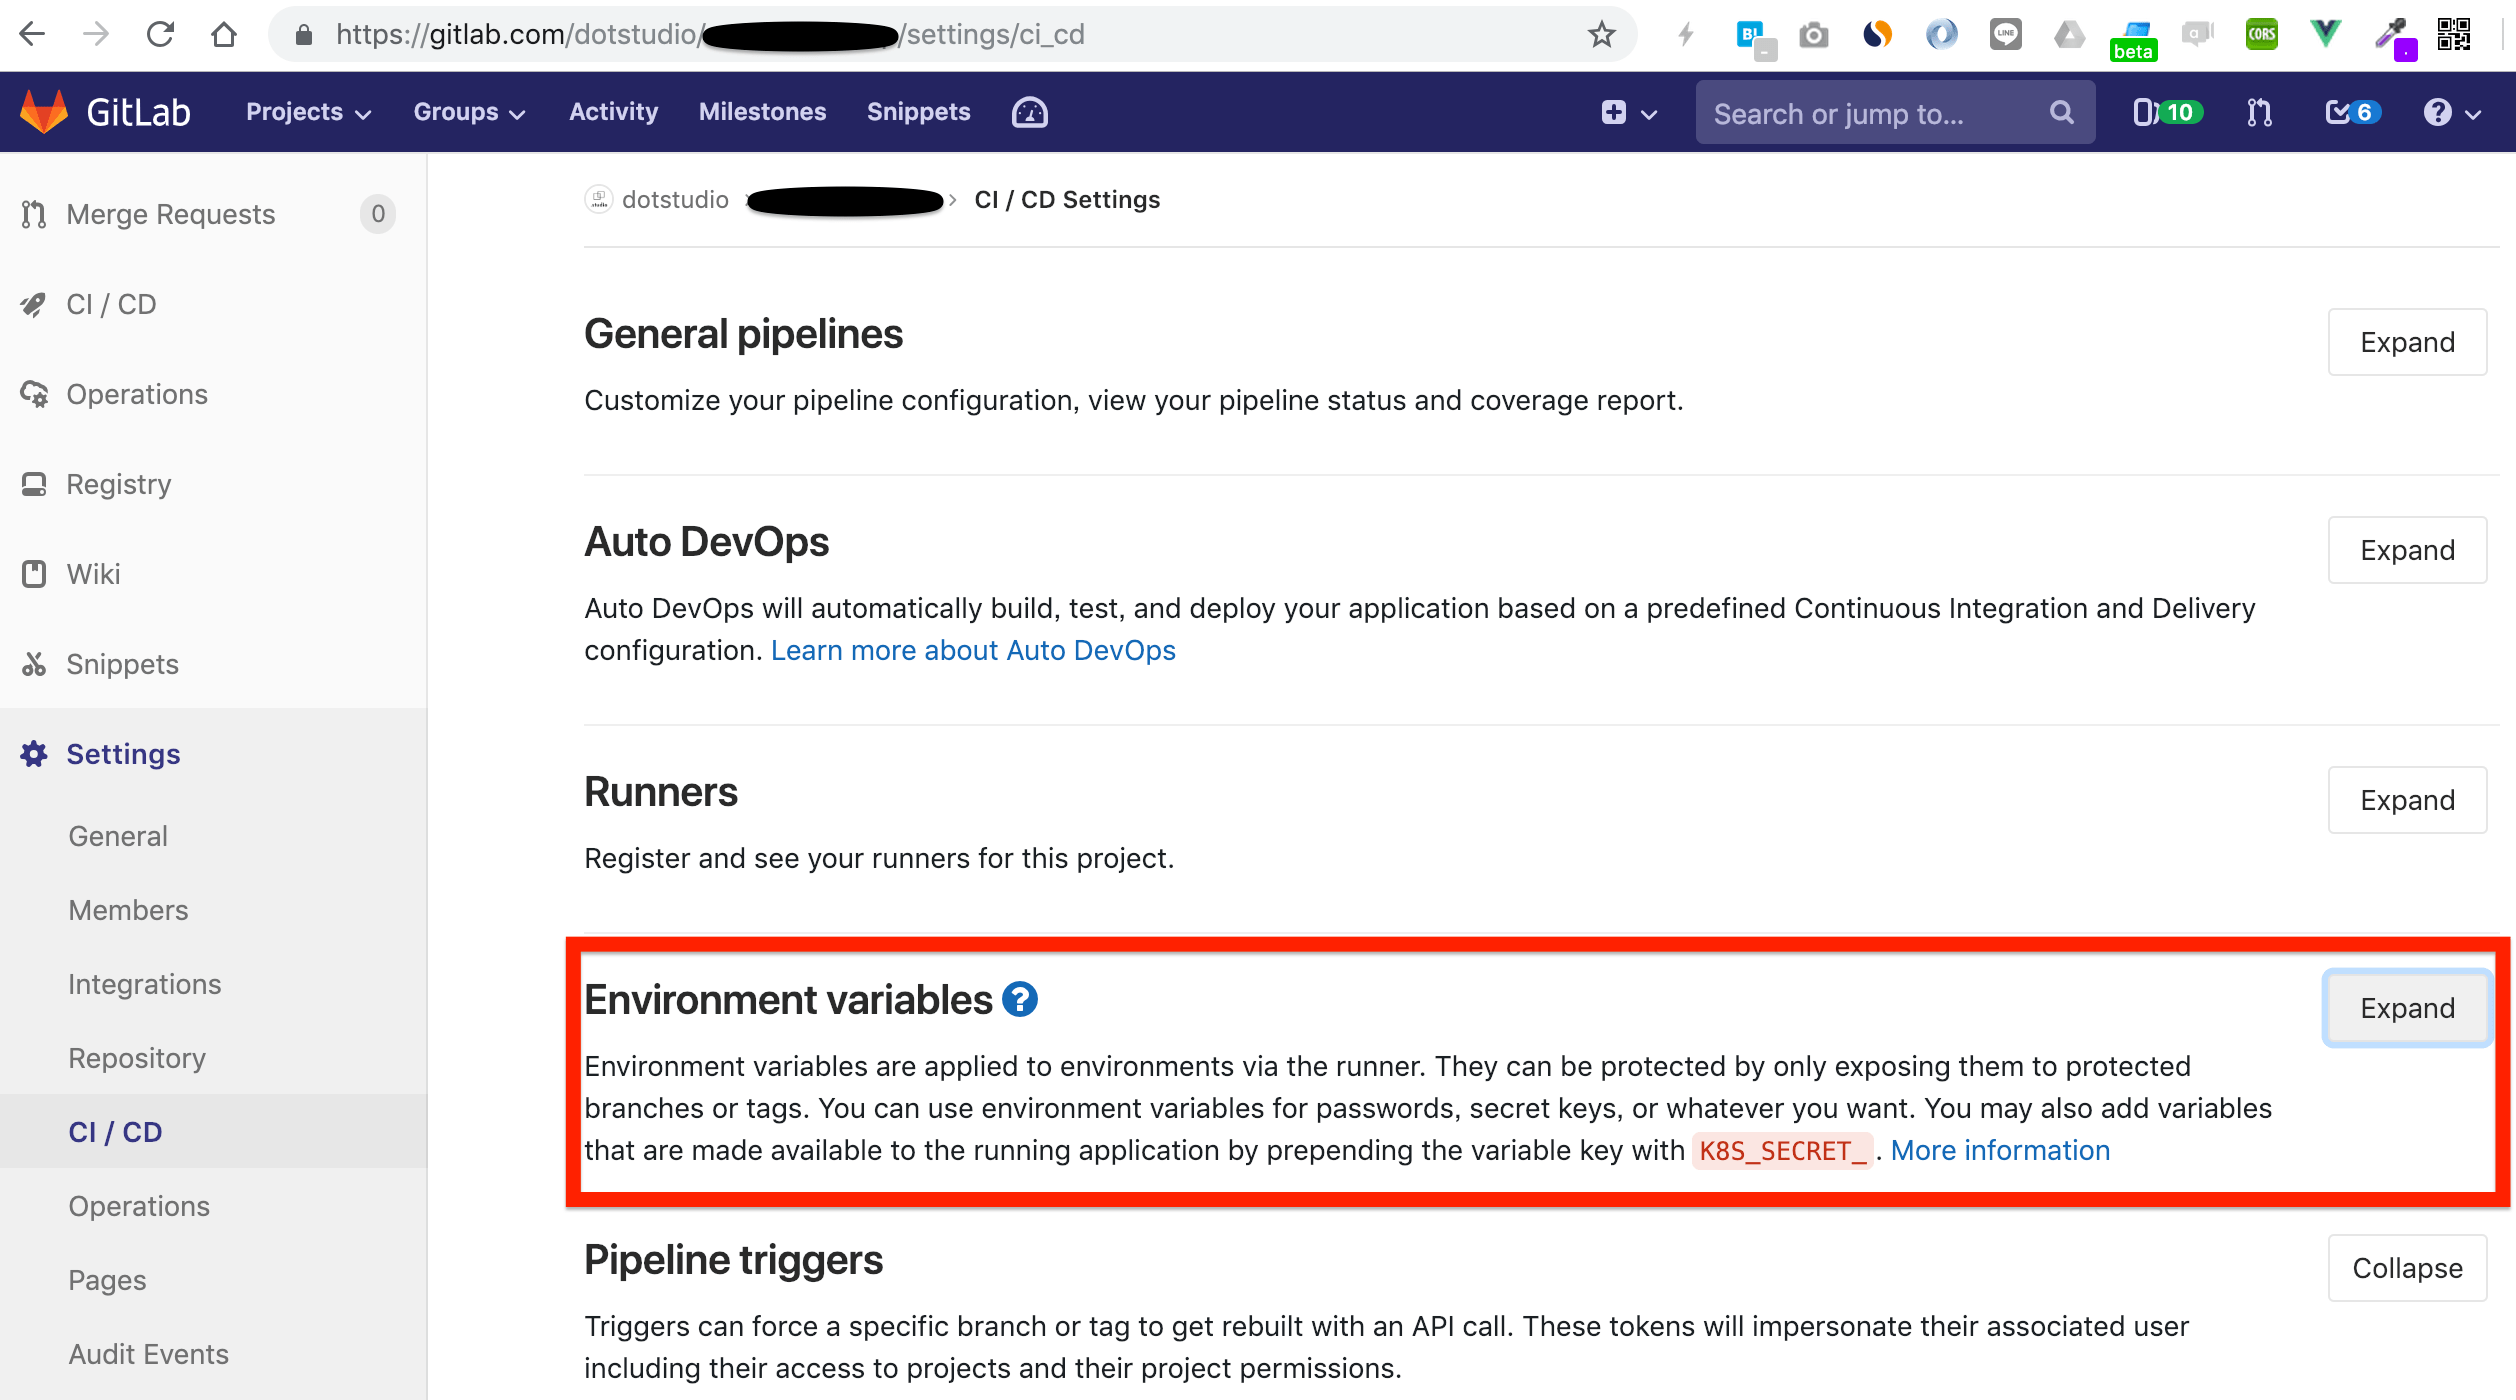 https://gitlab.com/dotstudio/ /settings/ci_cd
B!
LINE
beta
a
CORS
GitLab Projects Groups Activity Milestones Snippets Search or jump to... 10 6
Merge Requests 0
CI / CD
Operations
Registry
Wiki
Snippets
Settings
General
Members
Integrations
Repository
CI / CD
Operations
Pages
Audit Events
dotstudio > CI / CD Settings
General pipelines
Expand
Customize your pipeline configuration, view your pipeline status and coverage report.
Auto DevOps
Expand
Auto DevOps will automatically build, test, and deploy your application based on a predefined Continuous Integration and Delivery
configuration. Learn more about Auto DevOps
Runners
Expand
Register and see your runners for this project.
Environment variables ?
Expand
Environment variables are applied to environments via the runner. They can be protected by only exposing them to protected
branches or tags. You can use environment variables for passwords, secret keys, or whatever you want. You may also add variables
that are made available to the running application by prepending the variable key with K8S_SECRET_ . More information
Pipeline triggers
Collapse
Triggers can force a specific branch or tag to get rebuilt with an API call. These tokens will impersonate their associated user
including their access to projects and their project permissions.